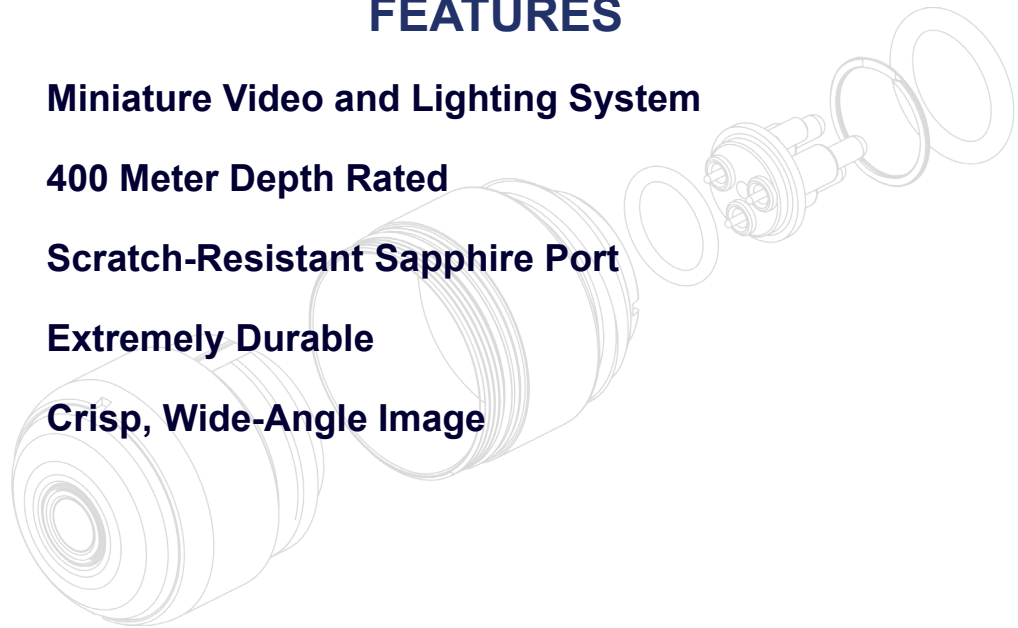 FEATURES
Miniature Video and Lighting System
400 Meter Depth Rated
Scratch-Resistant Sapphire Port
Extremely Durable
Crisp, Wide-Angle Image